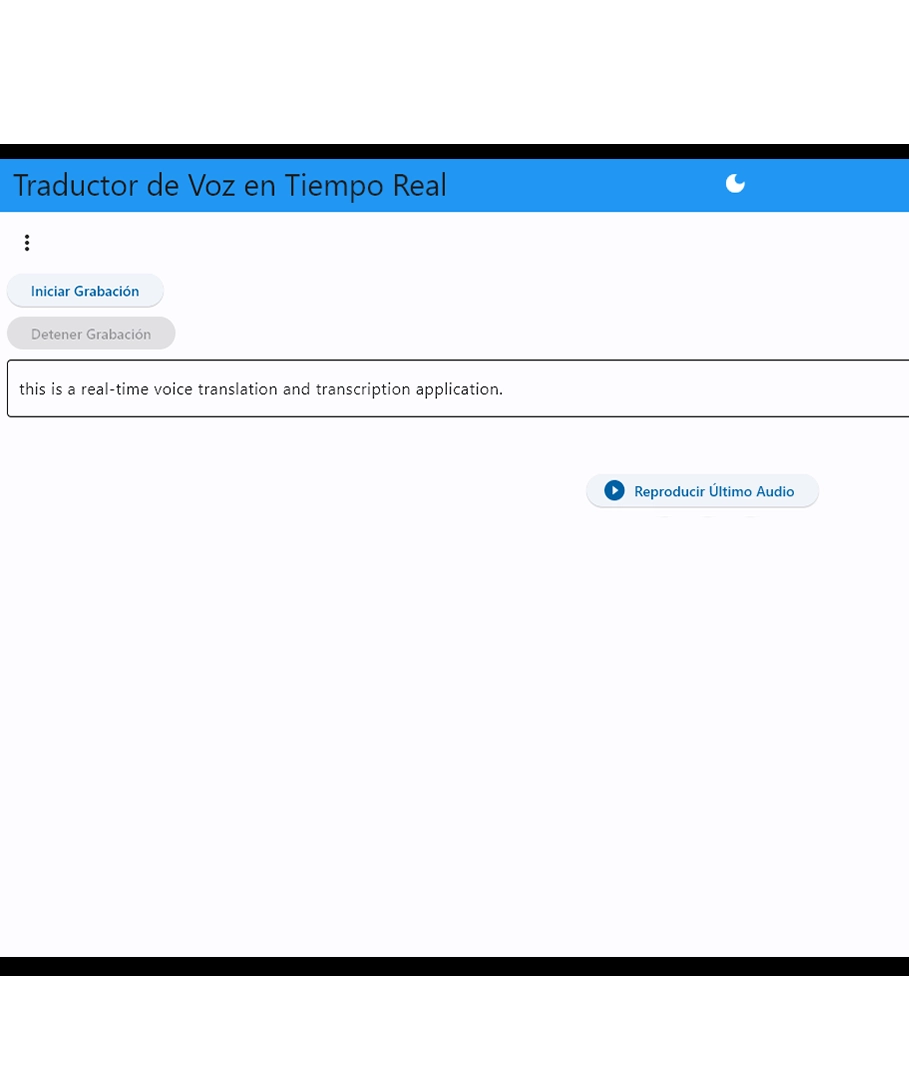 Traductor de Voz en Tiempo Real
Iniciar Grabación
Detener Grabación
this is a real-time voice translation and transcription application.
Reproducir Último Audio